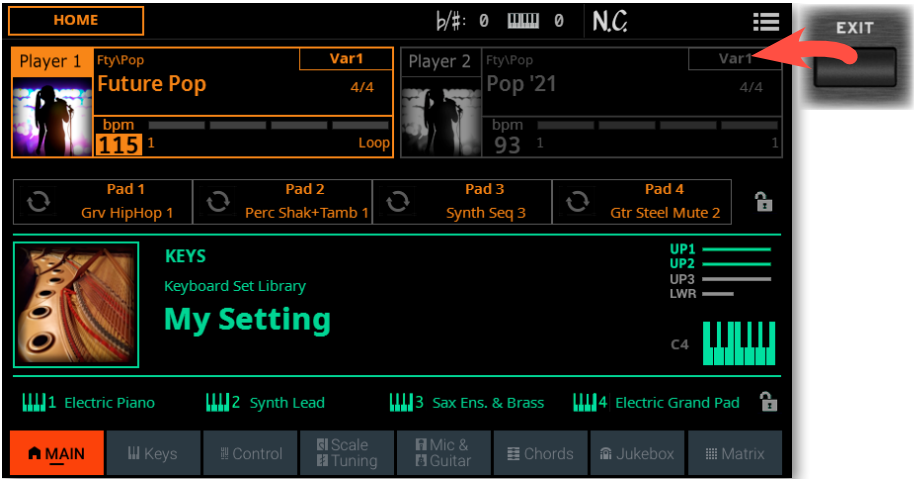 HOME
♭/♯: 0 0 N.C.
EXIT
Player 1 Fty\Pop Var1
Future Pop 4/4
bpm
115 1 Loop
Player 2 Fty\Pop Var1
Pop '21 4/4
bpm
93 1 1
Pad 1
Grv HipHop 1
Pad 2
Perc Shak+Tamb 1
Pad 3
Synth Seq 3
Pad 4
Gtr Steel Mute 2
KEYS
Keyboard Set Library
My Setting
UP1
UP2
UP3
LWR
C4
1 Electric Piano
2 Synth Lead
3 Sax Ens. & Brass
4 Electric Grand Pad
MAIN
Keys
Control
Scale
Tuning
Mic &
Guitar
Chords
Jukebox
Matrix